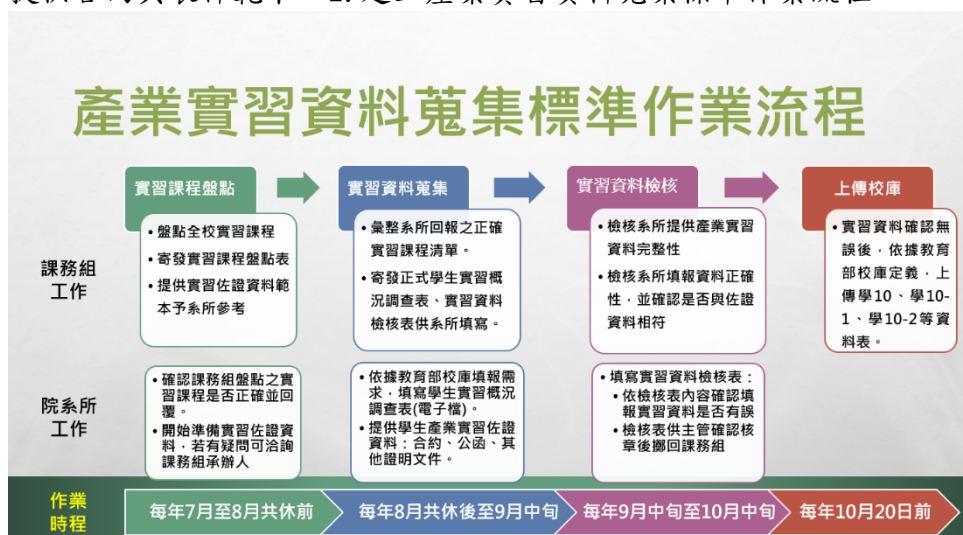 產業實習資料蒐集標準作業流程
實習課程盤點
實習資料蒐集
實習資料檢核
上傳校庫
課務組
工作
• 盤點全校實習課程
• 寄發實習課程盤點表
• 提供實習佐證資料範
本予系所參考
• 彙整系所回報之正確
實習課程清單。
• 寄發正式學生實習概
況調查表、實習資料
檢核表供系所填寫。
• 檢核系所提供產業實習
資料完整性
• 檢核系所填報資料正確
性，並確認是否與佐證
資料相符
• 實習資料確認無
誤後，依據教育
部校庫定義，上
傳學10、學10-
1、學10-2等資
料表。
院系所
工作
• 確認課務組盤點之實
習課程是否正確並回
覆。
• 開始準備實習佐證資
料，若有疑問可洽詢
課務組承辦人
• 依據教育部校庫填報需
求，填寫學生實習概況
調查表(電子檔)。
• 提供學生產業實習佐證
資料：合約、公函、其
他證明文件。
• 填寫實習資料檢核表：
• 依檢核表內容確認填
報實習資料是否有誤
• 檢核表供主管確認核
章後擲回課務組
作業
時程
每年7月至8月共休前
每年8月共休後至9月中旬
每年9月中旬至10月中旬
每年10月20日前